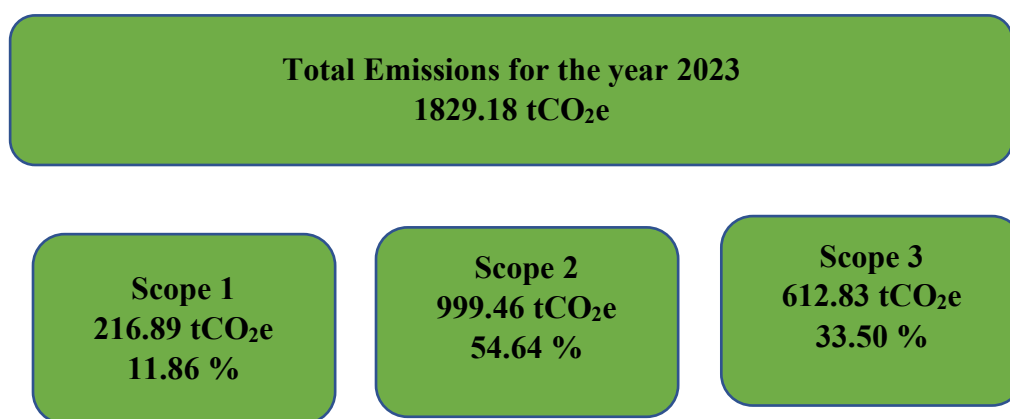 Total Emissions for the year 2023
1829.18 tCO₂e
Scope 1
216.89 tCO₂e
11.86 %
Scope 2
999.46 tCO₂e
54.64 %
Scope 3
612.83 tCO₂e
33.50 %